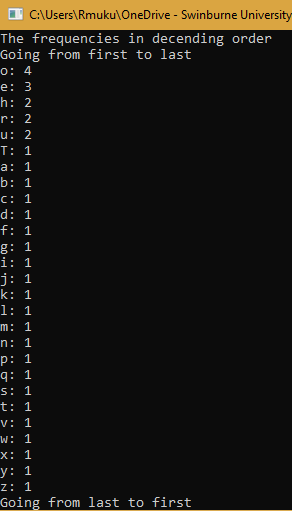 C:\Users\Rmuku\OneDrive - Swinburne University
The frequencies in decending order
Going from first to last
o: 4
e: 3
h: 2
r: 2
u: 2
T: 1
a: 1
b: 1
c: 1
d: 1
f: 1
g: 1
i: 1
j: 1
k: 1
l: 1
m: 1
n: 1
p: 1
q: 1
s: 1
t: 1
v: 1
w: 1
x: 1
y: 1
z: 1
Going from last to first